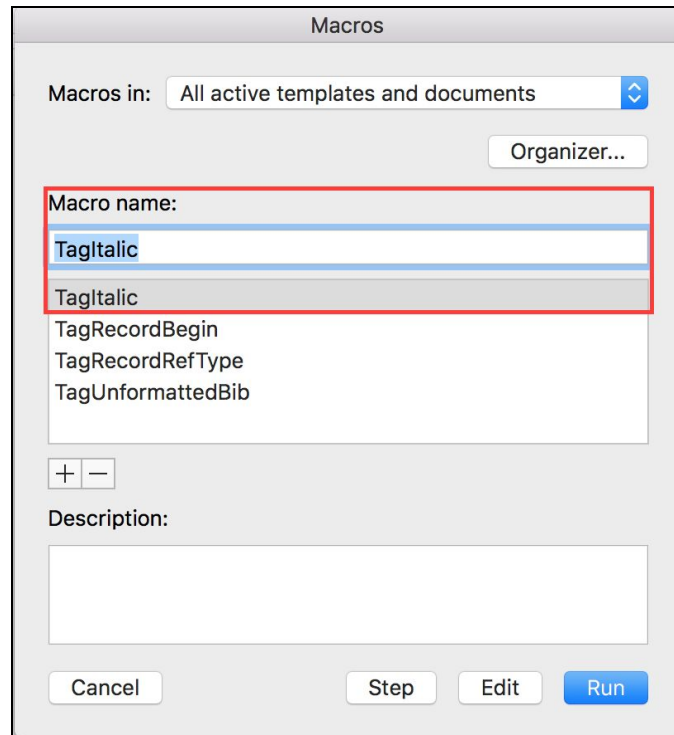 Macros
Macros in: All active templates and documents
Organizer...
Macro name:
TagItalic
TagItalic
TagRecordBegin
TagRecordRefType
TagUnformattedBib
+ −
Description:
Cancel Step Edit Run